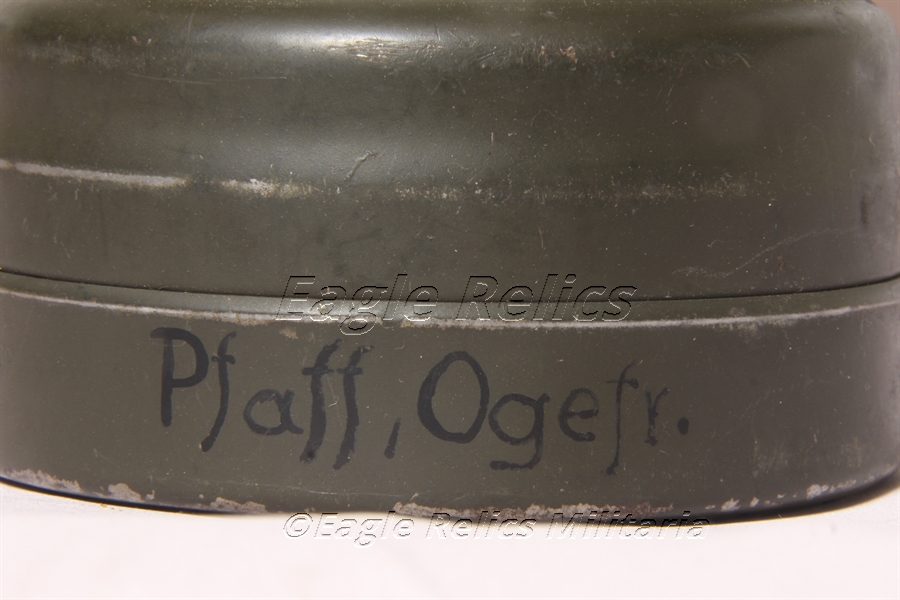 Eagle Relics
Pfaff, Ogefr.
©Eagle Relics Militaria